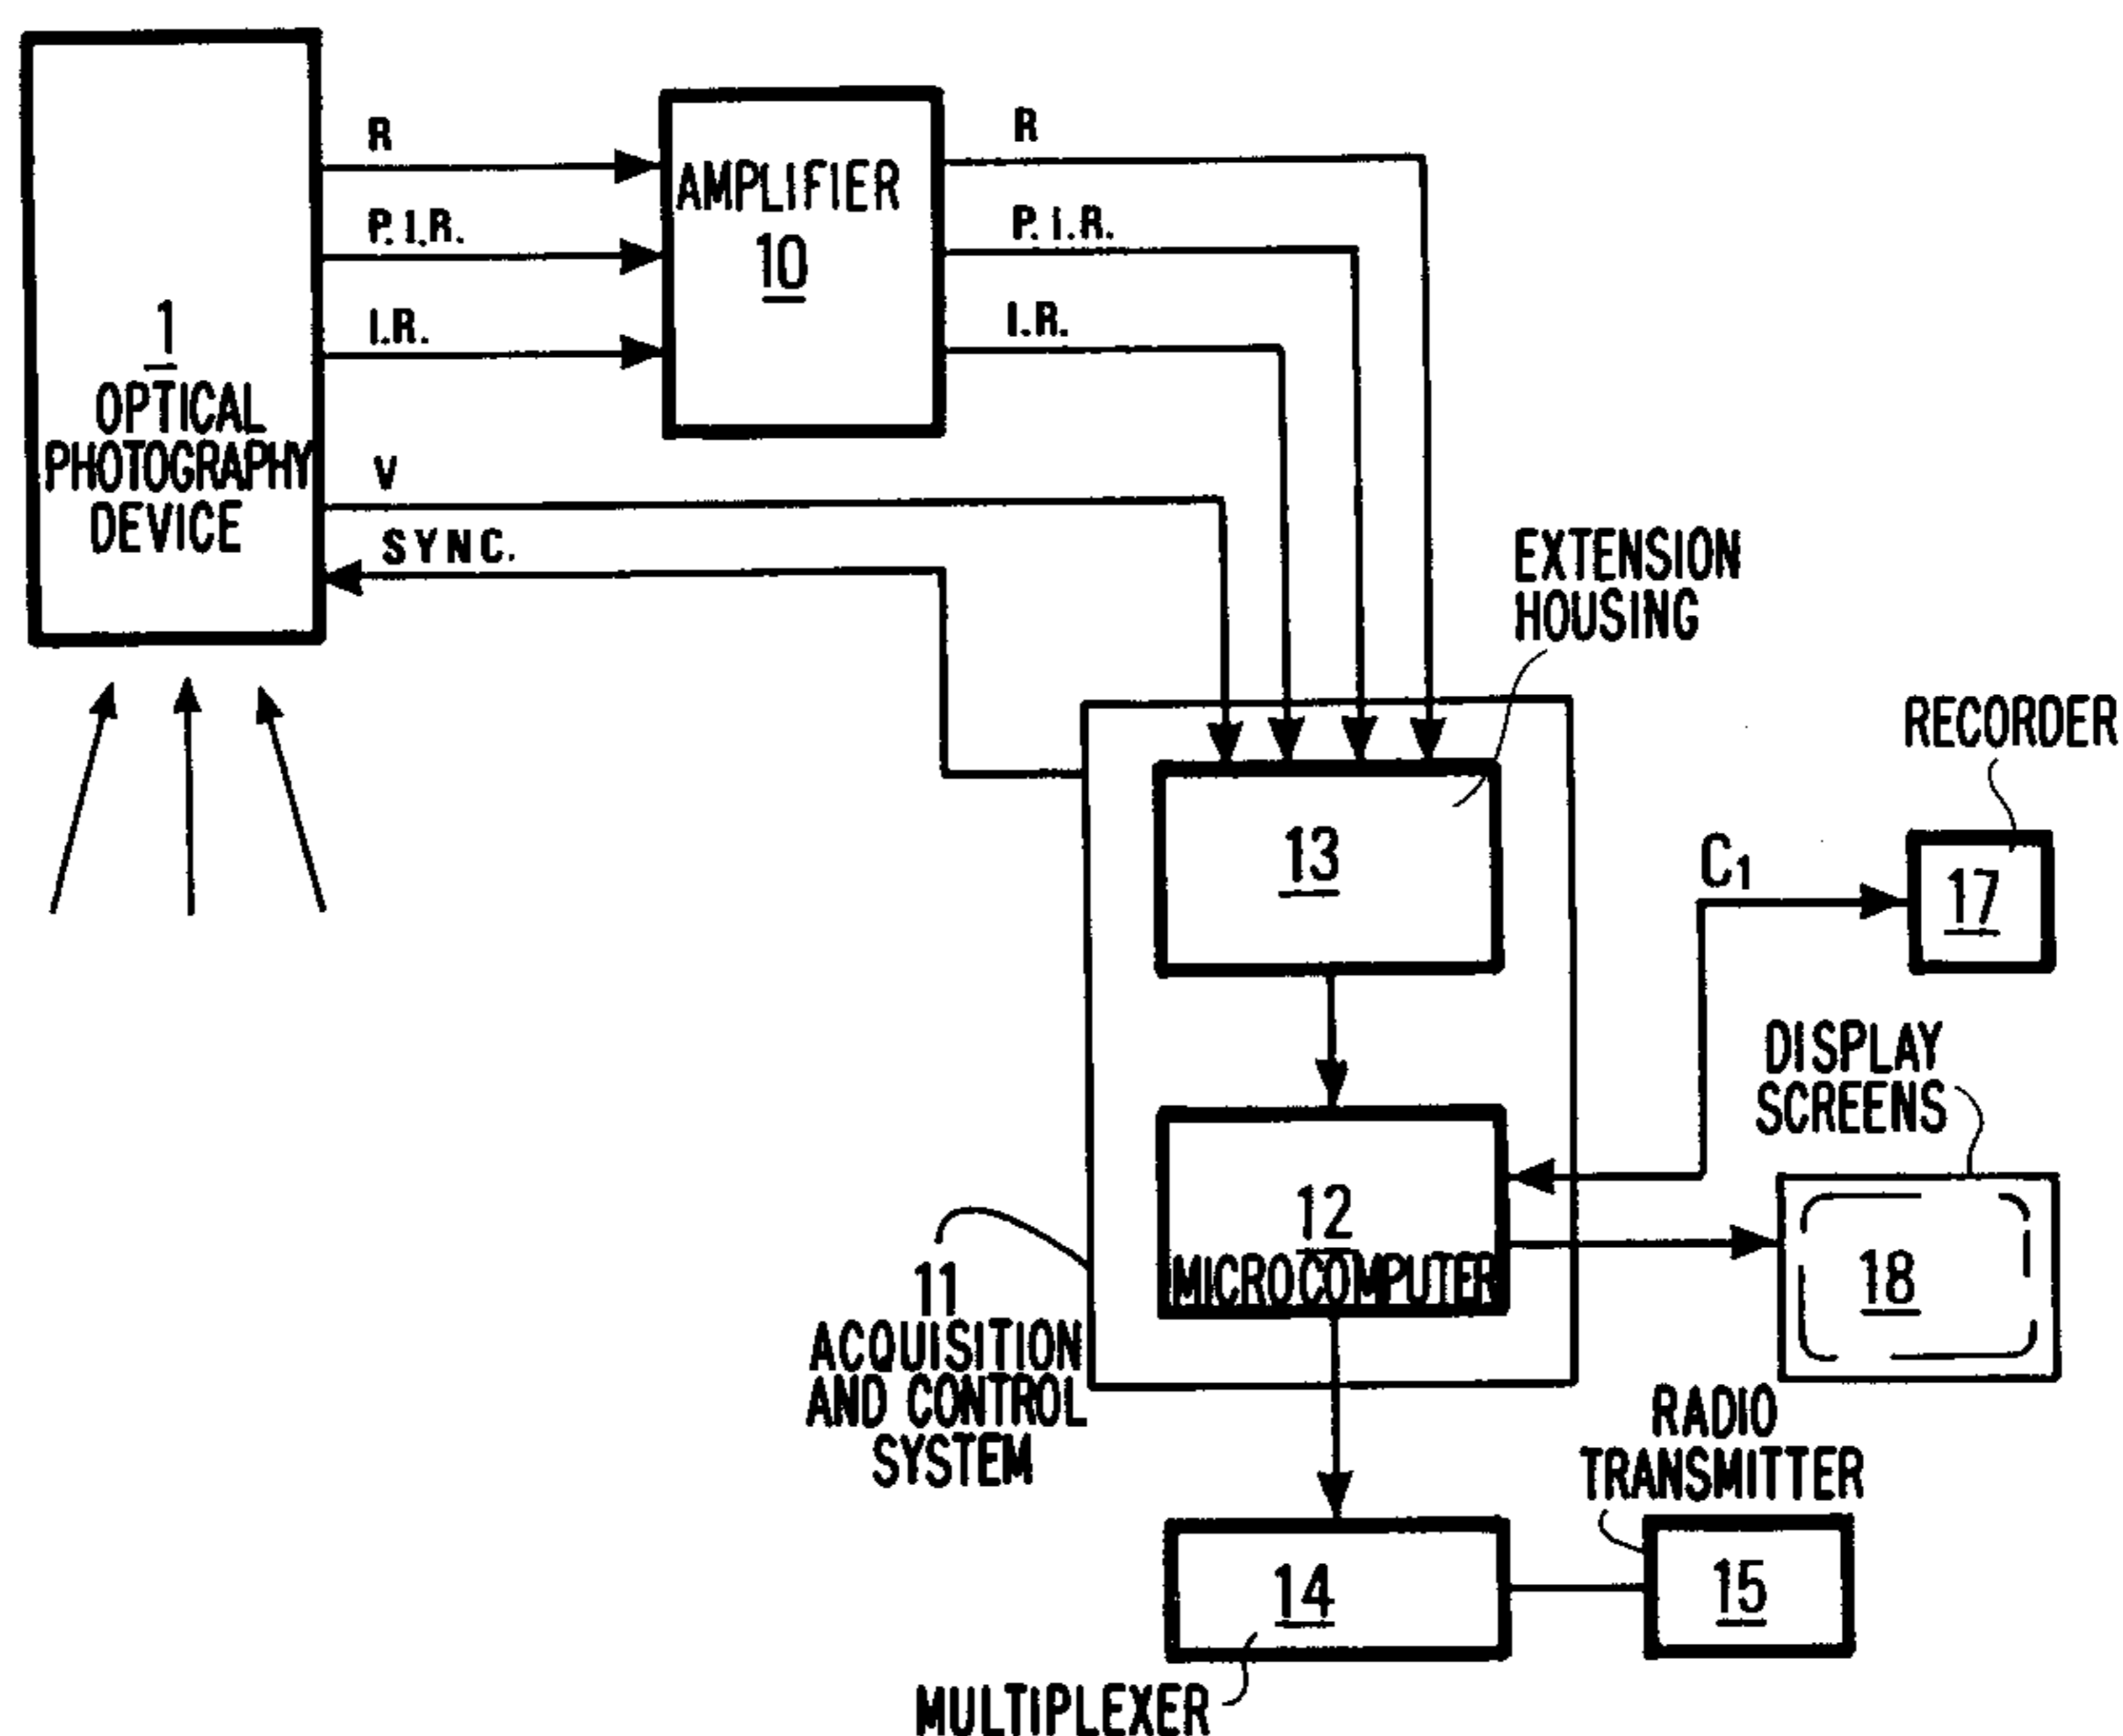 R
P.I.R.
I.R.
1
OPTICAL
PHOTOGRAPHY
DEVICE
V
SYNC.
AMPLIFIER
10
R
P.I.R.
I.R.
EXTENSION
HOUSING
13
RECORDER
C1
17
DISPLAY
SCREENS
12
MICROCOMPUTER
18
11
ACQUISITION
AND CONTROL
SYSTEM
RADIO
TRANSMITTER
14
15
MULTIPLEXER